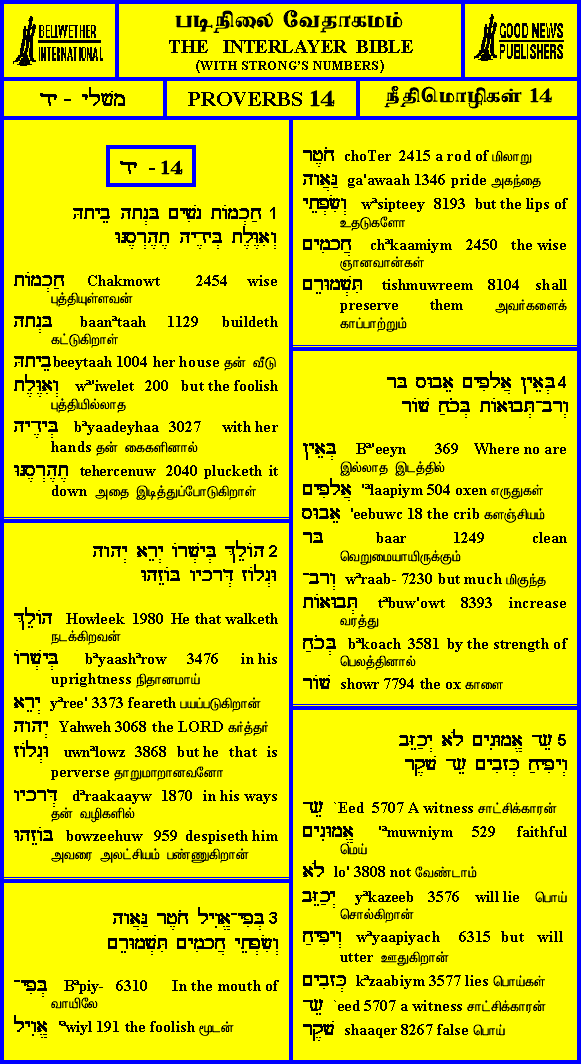 BELLWETHER
INTERNATIONAL
படிநிலை வேதாகமம்
THE INTERLAYER BIBLE
(WITH STRONG'S NUMBERS)
GOOD NEWS
PUBLISHERS
משלי - יד
PROVERBS 14
நீதிமொழிகள் 14
יד - 14
1 חַכְמוֹת נָשִׁים בָּנְתָה בֵיתָהּ
וְאִוֶּלֶת בְּיָדֶיהָ תֶהֶרְסֶנּוּ
חַכְמוֹת Chakmowt 2454 wise
புத்தியுள்ளவன்
בָּנְתָה baanªtaah 1129 buildeth
கட்டுகிறாள்
בֵיתָהּ beeytaah 1004 her house தன் வீடு
וְאִוֶּלֶת wª'iwelet 200 but the foolish
புத்தியில்லாத
בְּיָדֶיהָ bªyaadeyhaa 3027 with her
hands தன் கைகளினால்
תֶהֶרְסֶנּוּ tehercenuw 2040 plucketh it
down அதை இடித்துப்போடுகிறாள்
2 הוֹלֵךְ בְּיָשְׁרוֹ יְרֵא יְהוָה
וּנְלוֹז דְּרָכָיו בּוֹזֵהוּ
הוֹלֵךְ Howleek 1980 He that walketh
நடக்கிறவன்
בְּיָשְׁרוֹ bªyaashªrow 3476 in his
uprightness நிதானமாய்
יְרֵא yªree' 3373 feareth பயப்படுகிறான்
יְהוָה Yahweh 3068 the LORD கர்த்தர்
וּנְלוֹז uwnªlowz 3868 but he that is
perverse தாறுமாறானவனோ
דְּרָכָיו dªraakaayw 1870 in his ways
தன் வழிகளில்
בּוֹזֵהוּ bowzeehuw 959 despiseth him
அவரை அலட்சியம் பண்ணுகிறான்
3 בְּפִי־אֱוִיל חֹטֶר גַּאֲוָה
וְשִׂפְתֵי חֲכָמִים תִּשְׁמוּרֵם
בְּפִי־ Bªpiy- 6310 In the mouth of
வாயிலே
אֱוִיל ªwiyl 191 the foolish மூடன்
חֹטֶר choTer 2415 a rod of மிலாறு
גַּאֲוָה ga'awaah 1346 pride அகந்தை
וְשִׂפְתֵי wªsipteey 8193 but the lips of
உதடுகளோ
חֲכָמִים chªkaamiym 2450 the wise
ஞானவான்கள்
תִּשְׁמוּרֵם tishmuwreem 8104 shall
preserve them அவர்களைக்
காப்பாற்றும்
4 בְּאֵין אֲלָפִים אֵבוּס בָּר
וְרָב־תְּבוּאוֹת בְּכֹחַ שׁוֹר
בְּאֵין Bª'eeyn 369 Where no are
இல்லாத இடத்தில்
אֲלָפִים 'ªlaapiym 504 oxen எருதுகள்
אֵבוּס 'eebuwc 18 the crib களஞ்சியம்
בָּר baar 1249 clean
வெறுமையாயிருக்கும்
וְרָב־ wªraab- 7230 but much மிகுந்த
תְּבוּאוֹת tªbuw'owt 8393 increase
வரத்து
בְּכֹחַ bªkoach 3581 by the strength of
பெலத்தினால்
שׁוֹר showr 7794 the ox காளை
5 עֵד אֱמוּנִים לֹא יְכַזֵּב
וְיָפִיחַ כְּזָבִים עֵד שָׁקֶר
עֵד `Eed 5707 A witness சாட்சிக்காரன்
אֱמוּנִים 'ªmuwniym 529 faithful
மெய்
לֹא lo' 3808 not வேண்டாம்
יְכַזֵּב yªkazeeb 3576 will lie பொய்
சொல்கிறான்
וְיָפִיחַ wªyaapiyach 6315 but will
utter ஊதுகிறான்
כְּזָבִים kªzaabiym 3577 lies பொய்கள்
עֵד `eed 5707 a witness சாட்சிக்காரன்
שָׁקֶר shaaqer 8267 false பொய்